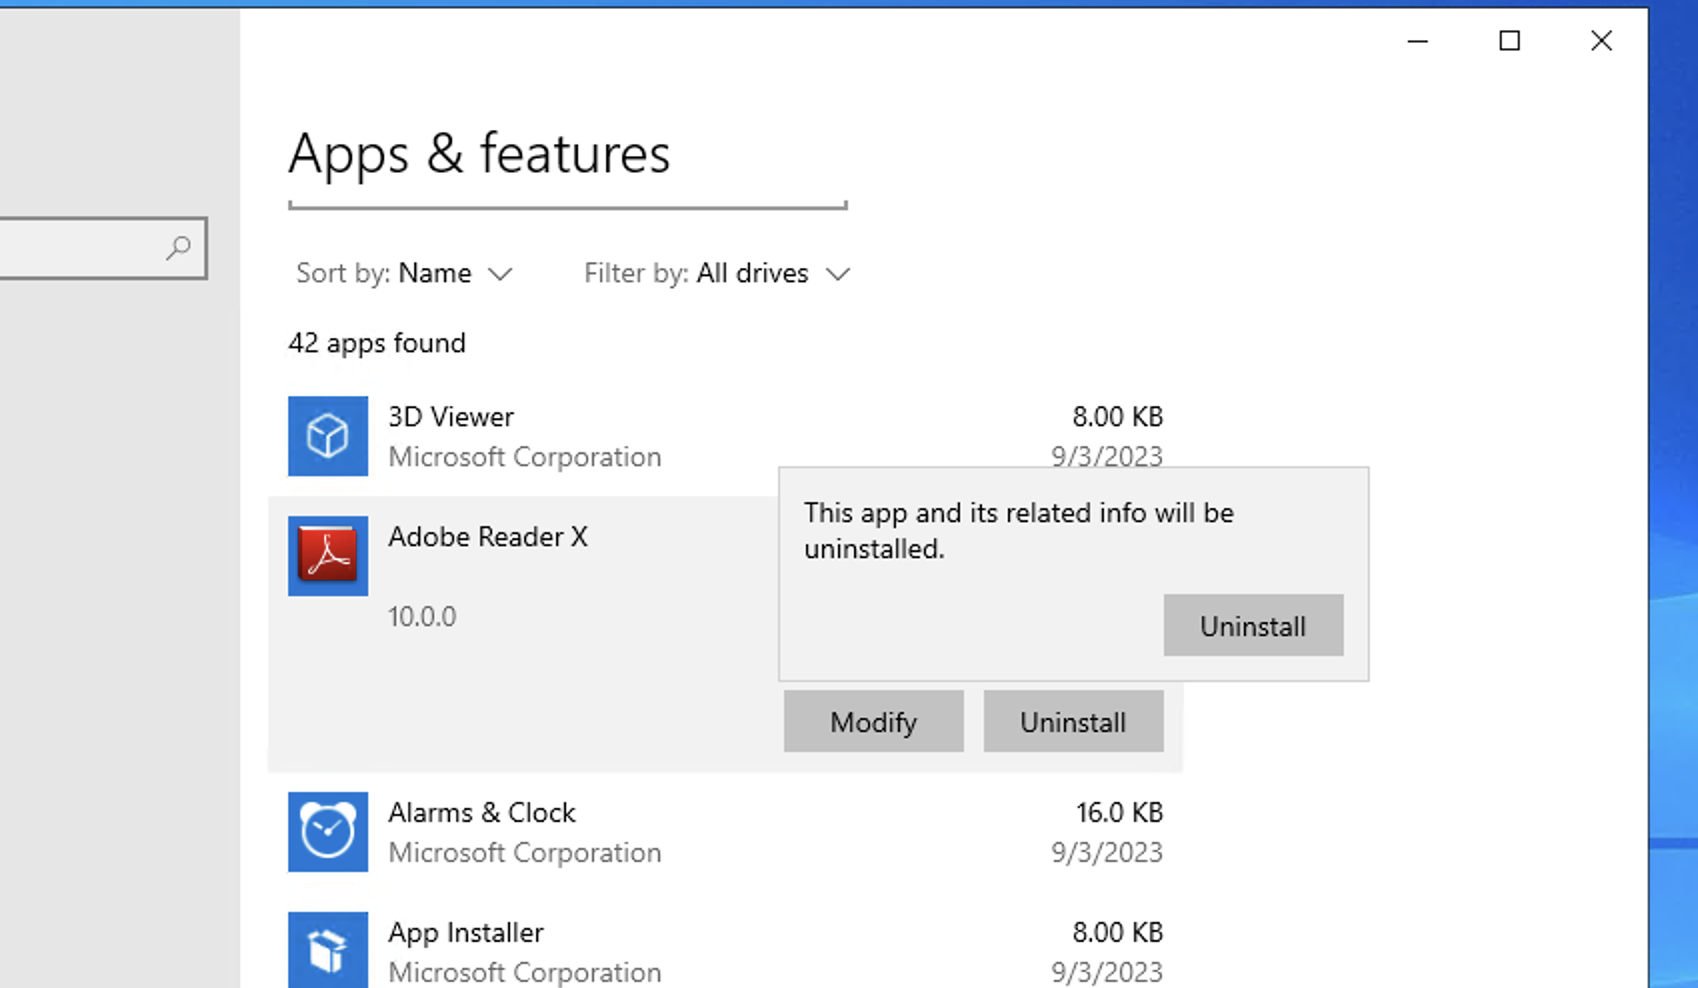 Apps & features
Sort by: Name
Filter by: All drives
42 apps found
3D Viewer
8.00 KB
Microsoft Corporation
9/3/2023
This app and its related info will be
uninstalled.
Uninstall
Adobe Reader X
10.0.0
Modify
Uninstall
Alarms & Clock
16.0 KB
Microsoft Corporation
9/3/2023
App Installer
8.00 KB
Microsoft Corporation
9/3/2023